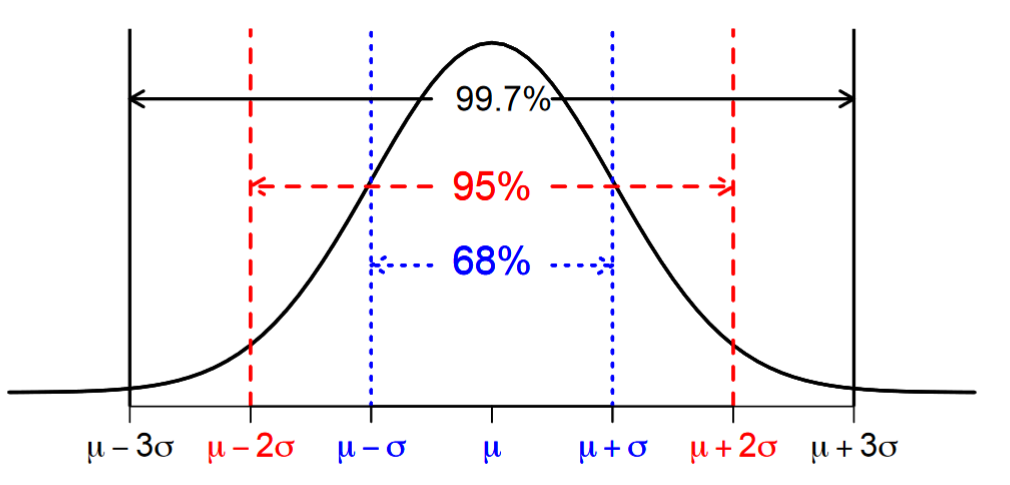 99.7%
95%
68%
μ − 3σ μ − 2σ μ − σ μ μ + σ μ + 2σ μ + 3σ